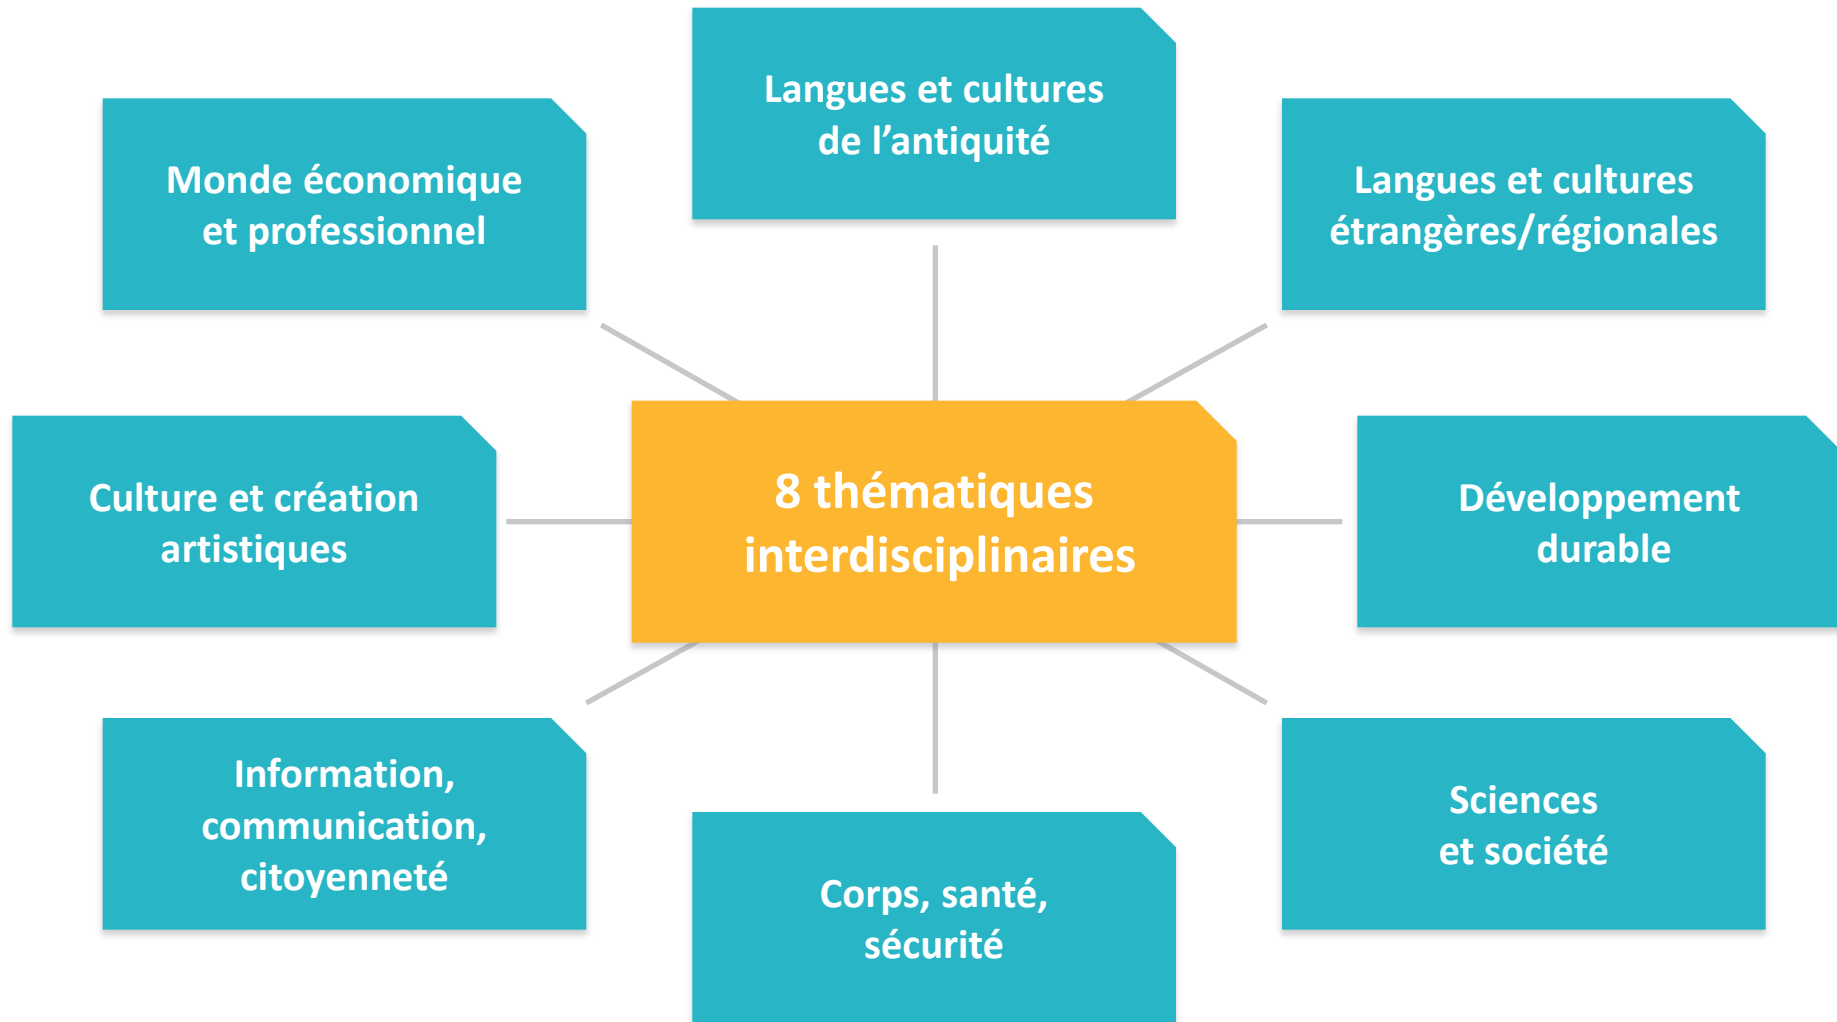 Langues et cultures
de l’antiquité
Monde économique
et professionnel
Langues et cultures
étrangères/régionales
Culture et création
artistiques
8 thématiques
interdisciplinaires
Développement
durable
Information,
communication,
citoyenneté
Sciences
et société
Corps, santé,
sécurité